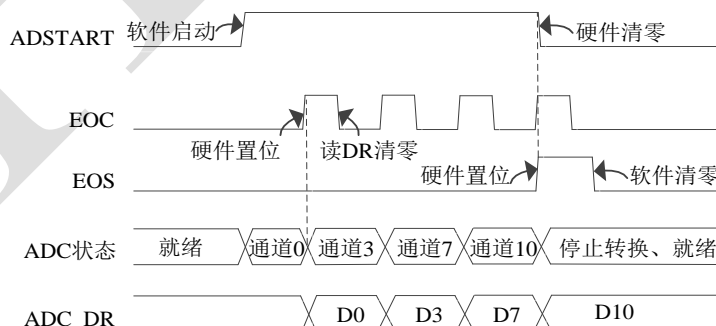 ADSTART 软件启动 硬件清零
EOC
硬件置位 读DR清零
EOS 硬件置位 软件清零
ADC状态 就绪 通道0 通道3 通道7 通道10 停止转换、就绪
ADC_DR D0 D3 D7 D10